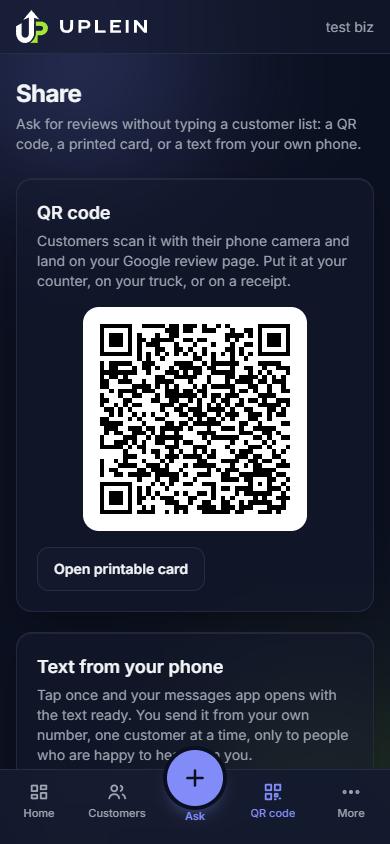 UPLEIN
test biz
Share
Ask for reviews without typing a customer list: a QR
code, a printed card, or a text from your own phone.
QR code
Customers scan it with their phone camera and
land on your Google review page. Put it at your
counter, on your truck, or on a receipt.
Open printable card
Text from your phone
Tap once and your messages app opens with
the text ready. You send it from your own
number, one customer at a time, only to people
who are happy to you.
Home
Customers
Ask
QR code
More